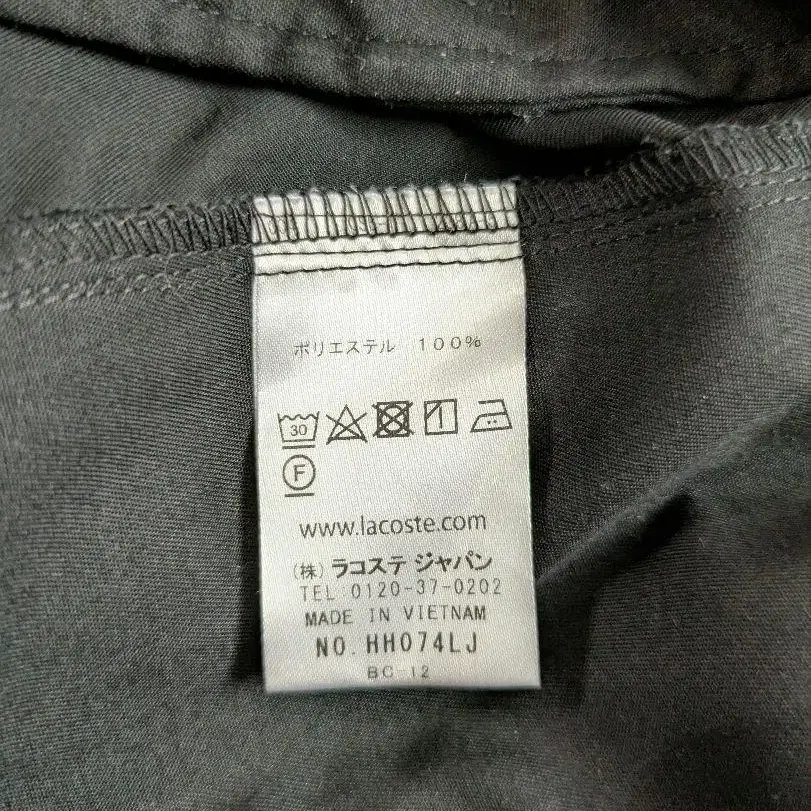 ポリエステル 100%
30
F
www.lacoste.com
(株) ラコステ ジャパン
TEL 0120-37-0202
MADE IN VIETNAM
NO. HH074LJ
BC-12